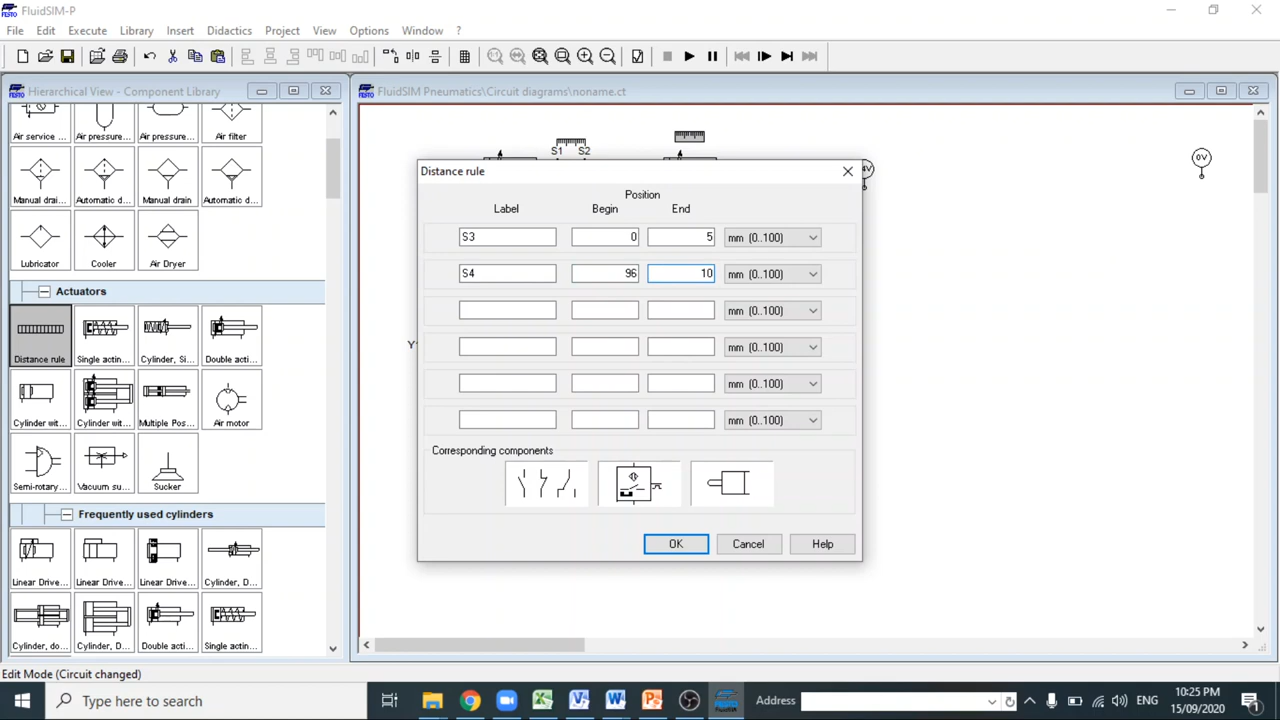 FluidSIM-P
File Edit Execute Library Insert Didactics Project View Options Window ?
Hierarchical View - Component Library
Air service ... Air pressure... Air pressure... Air filter
Manual drai... Automatic d... Manual drain Automatic d...
Lubricator Cooler Air Dryer
Actuators
Distance rule Single actin... Cylinder, Si... Double acti...
Cylinder wit... Cylinder wit... Multiple Pos... Air motor
Semi-rotary... Vacuum su... Sucker
Frequently used cylinders
Linear Drive... Linear Drive... Linear Drive... Cylinder, D...
Cylinder, do... Cylinder, D... Double acti... Single actin...
FluidSIM Pneumatics\Circuit diagrams\noname.ct
S1 S2
0V
Distance rule
Position
Label Begin End
S3 0 5 mm (0..100)
S4 96 10 mm (0..100)
mm (0..100)
mm (0..100)
mm (0..100)
mm (0..100)
Corresponding components
OK Cancel Help
Edit Mode (Circuit changed)
Type here to search
Address
ENG
10:25 PM
15/09/2020